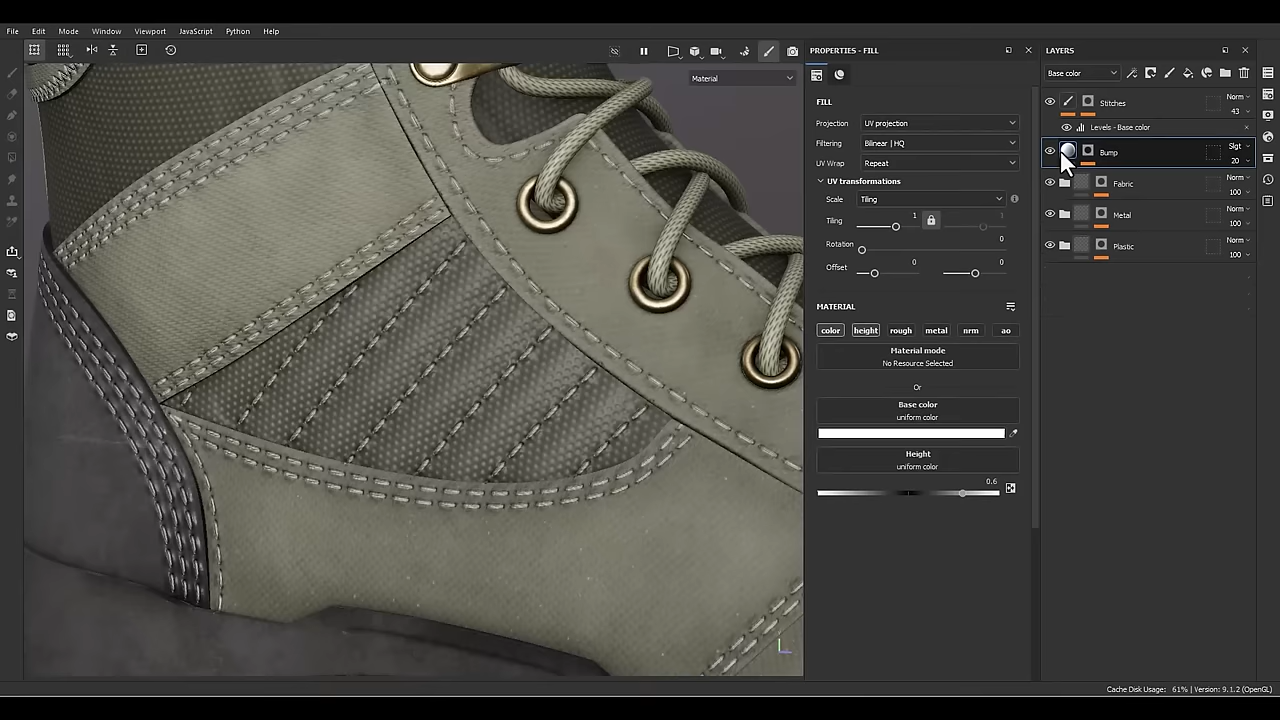 File Edit Mode Window Viewport JavaScript Python Help
Material
PROPERTIES - FILL
FILL
Projection UV projection
Filtering Bilinear | HQ
UV Wrap Repeat
UV transformations
Scale Tiling
Tiling 1 1
Rotation 0
Offset 0 0
MATERIAL
color height rough metal nrm ao
Material mode
No Resource Selected
Or
Base color
uniform color
Height
uniform color
0.6
LAYERS
Base color
Stitches Norm
43
Levels - Base color
Bump Slgt
20
Fabric Norm
100
Metal Norm
100
Plastic Norm
100
Cache Disk Usage: 61% | Version: 9.1.2 (OpenGL)